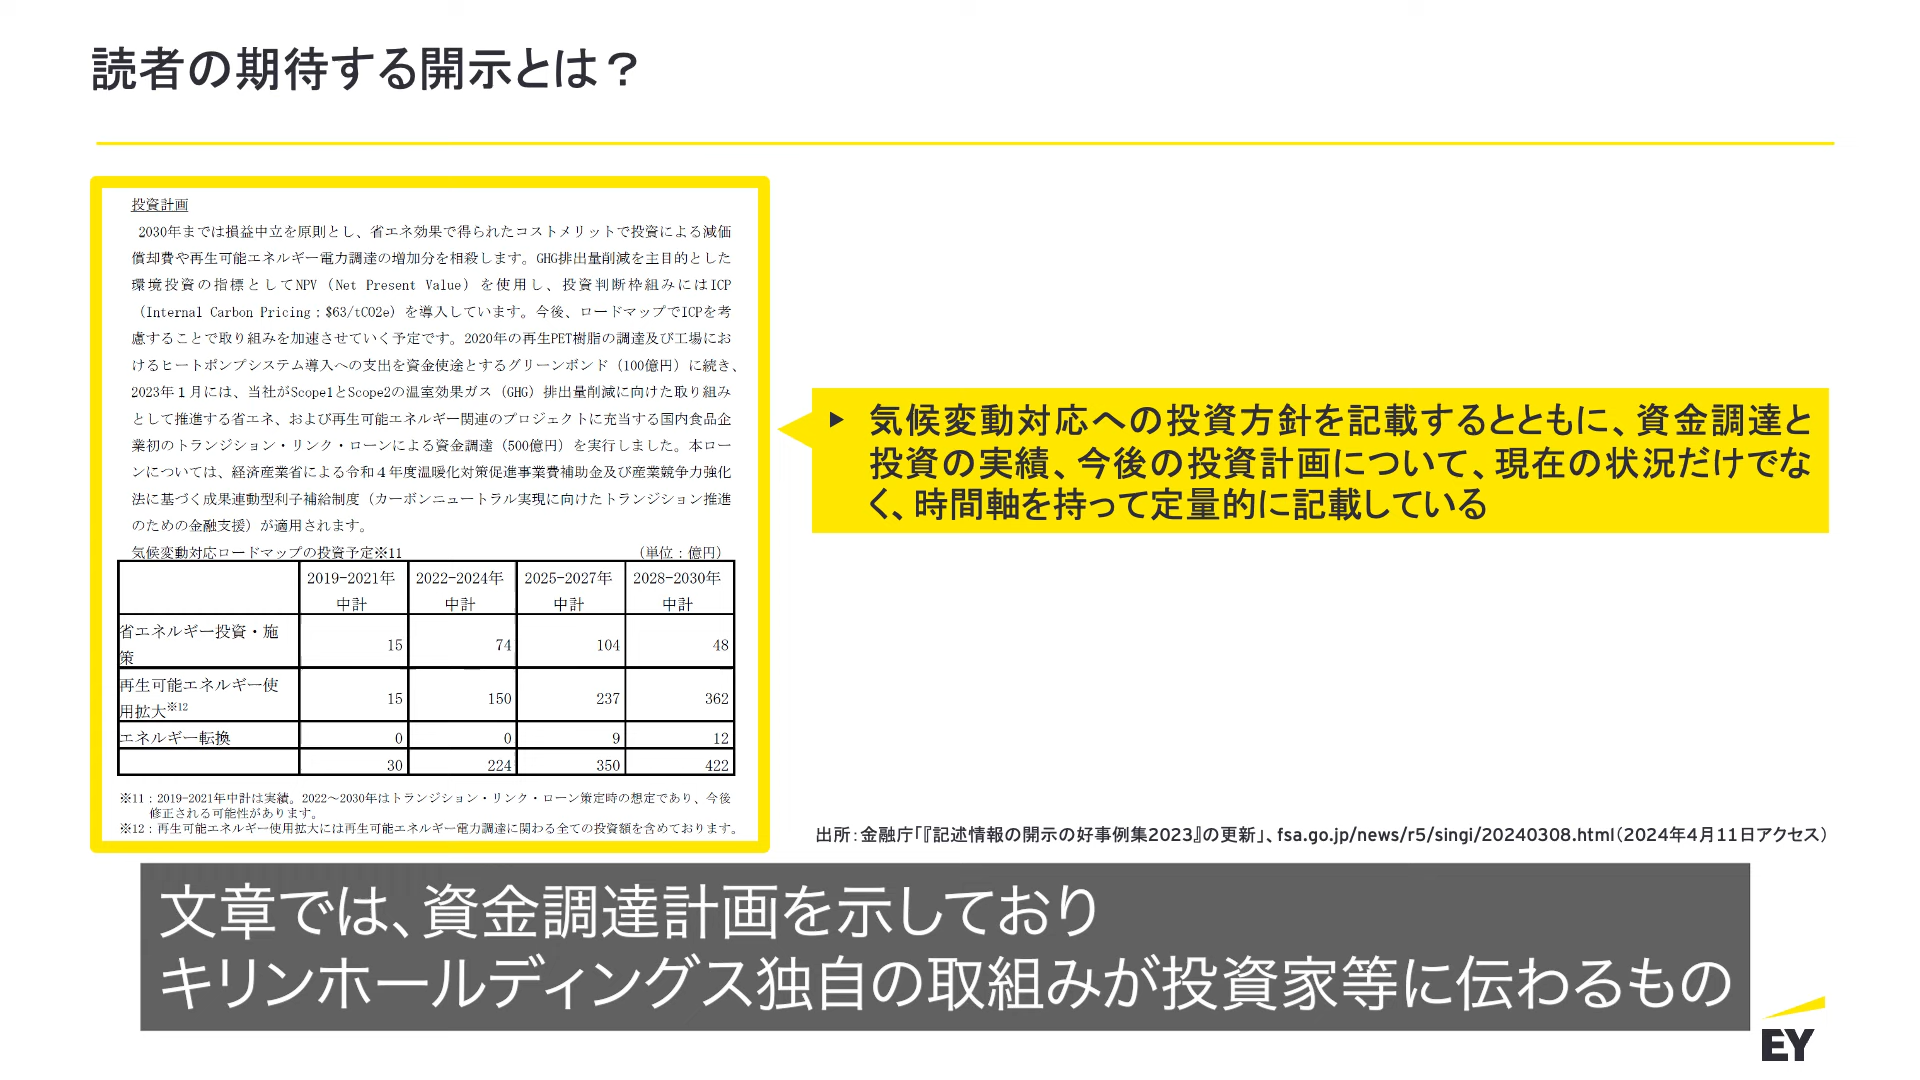 読者の期待する開示とは？
投資計画
2030年までは損益中立を原則とし、省エネ効果で得られたコストメリットで投資による減価
償却費や再生可能エネルギー電力調達の増加分を相殺します。GHG排出量削減を主目的とした
環境投資の指標としてNPV（Net Present Value）を使用し、投資判断枠組みにはICP
（Internal Carbon Pricing：$63/tCO2e）を導入しています。今後、ロードマップでICPを考
慮することで取り組みを加速させていく予定です。2020年の再生PET樹脂の調達及び工場にお
けるヒートポンプシステム導入への支出を資金使途とするグリーンボンド（100億円）に続き、
2023年１月には、当社がScope1とScope2の温室効果ガス（GHG）排出量削減に向けた取り組み
として推進する省エネ、および再生可能エネルギー関連のプロジェクトに充当する国内食品企
業初のトランジション・リンク・ローンによる資金調達（500億円）を実行しました。本ロー
ンについては、経済産業省による令和４年度温暖化対策促進事業費補助金及び産業競争力強化
法に基づく成果連動型利子補給制度（カーボンニュートラル実現に向けたトランジション推進
のための金融支援）が適用されます。
気候変動対応ロードマップの投資予定※11 （単位：億円）
2019-2021年 2022-2024年 2025-2027年 2028-2030年
中計 中計 中計 中計
省エネルギー投資・施
策 15 74 104 48
再生可能エネルギー使
用拡大※12 15 150 237 362
エネルギー転換 0 0 9 12
30 224 350 422
※11：2019-2021年中計は実績。2022～2030年はトランジション・リンク・ローン策定時の想定であり、今後
修正される可能性があります。
※12：再生可能エネルギー使用拡大には再生可能エネルギー電力調達に関わる全ての投資額を含めております。
▶ 気候変動対応への投資方針を記載するとともに、資金調達と
投資の実績、今後の投資計画について、現在の状況だけでな
く、時間軸を持って定量的に記載している
出所：金融庁「『記述情報の開示の好事例集2023』の更新」、fsa.go.jp/news/r5/singi/20240308.html（2024年4月11日アクセス）
文章では、資金調達計画を示しており
キリンホールディングス独自の取組みが投資家等に伝わるもの
EY